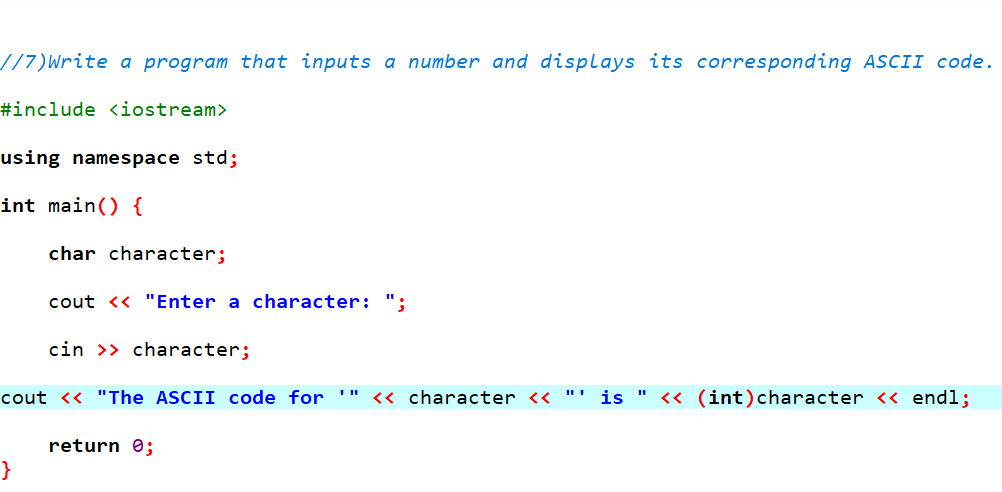 //7)Write a program that inputs a number and displays its corresponding ASCII code.
#include <iostream>
using namespace std;
int main() {
    char character;
    cout << "Enter a character: ";
    cin >> character;
cout << "The ASCII code for '" << character << "' is " << (int)character << endl;
    return 0;
}